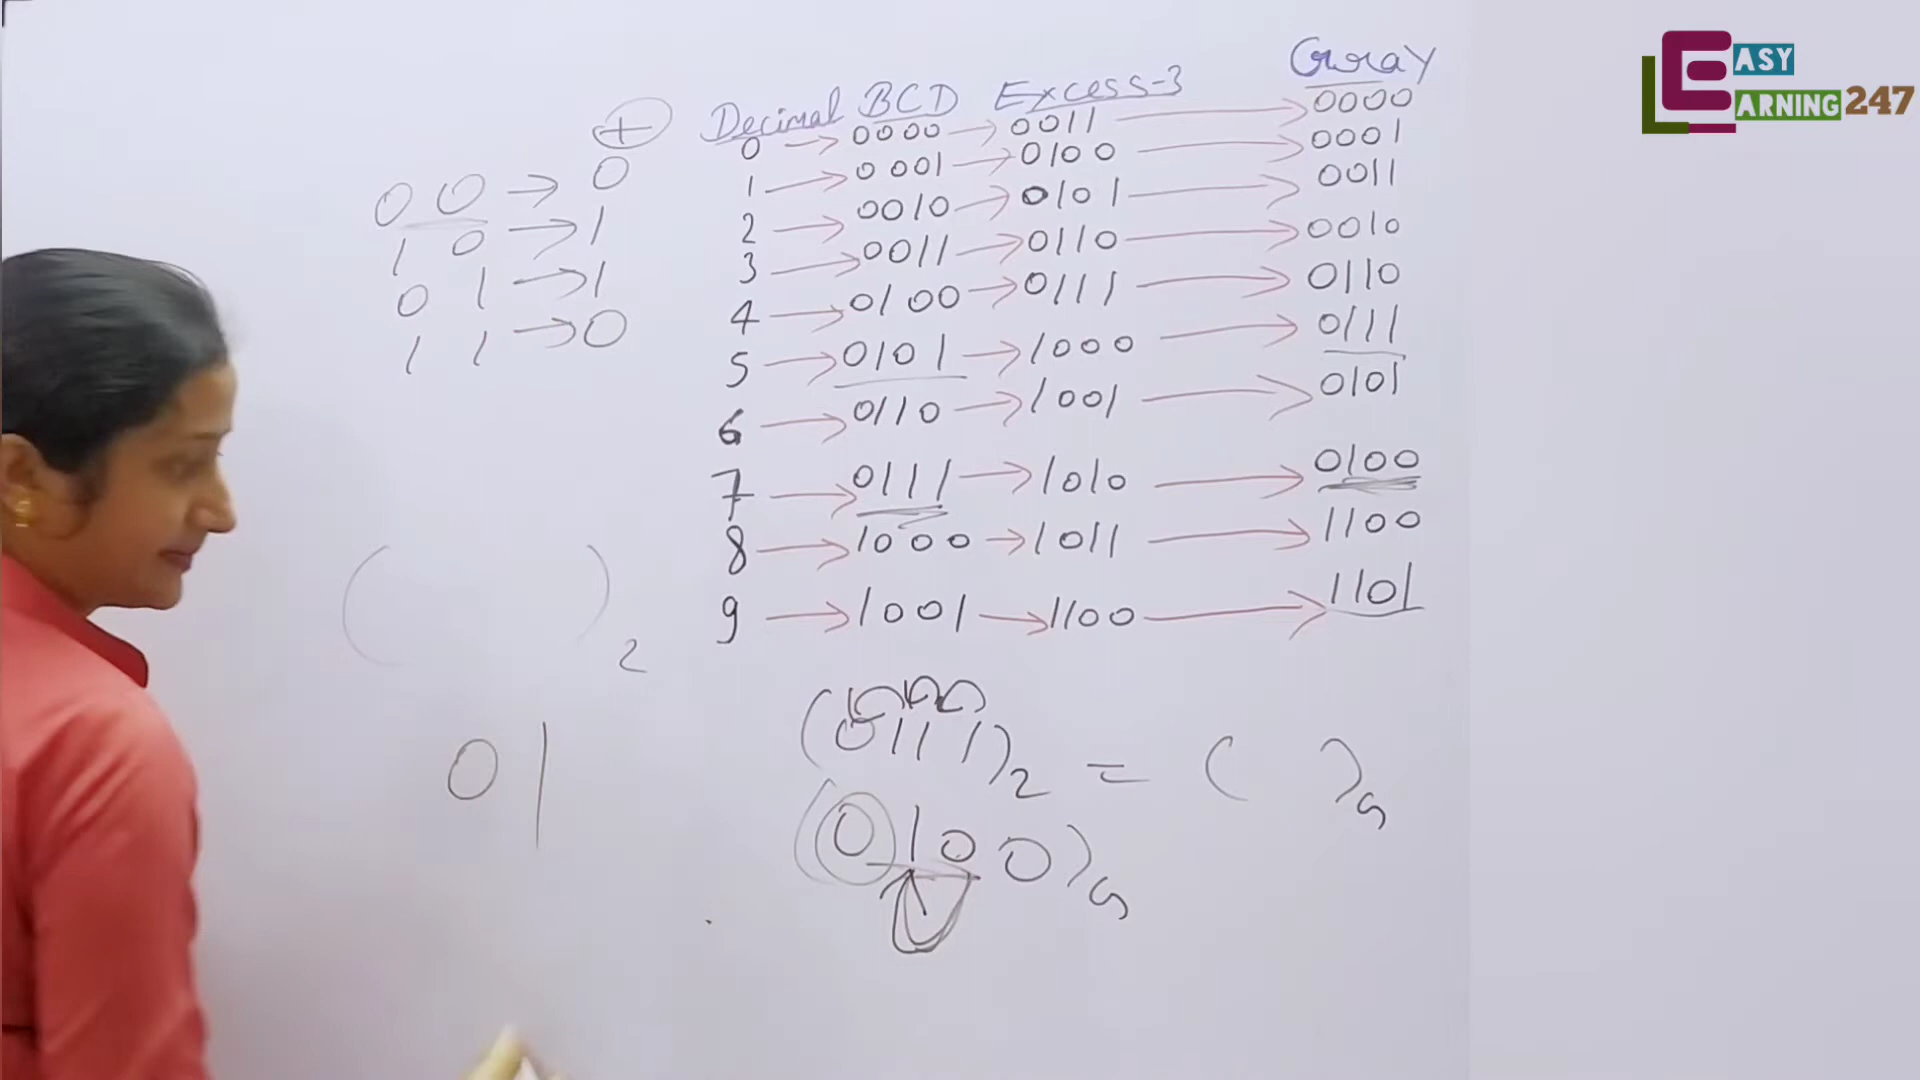 EASY
EARNING 247
⊕
0 0 → 0
1 0 → 1
0 1 → 1
1 1 → 0
Decimal BCD Excess-3 Gray
0 → 0000 → 0011 → 0000
1 → 0001 → 0100 → 0001
2 → 0010 → 0101 → 0011
3 → 0011 → 0110 → 0010
4 → 0100 → 0111 → 0110
5 → 0101 → 1000 → 0111
6 → 0110 → 1001 → 0101
7 → 0111 → 1010 → 0100
8 → 1000 → 1011 → 1100
9 → 1001 → 1100 → 1101
( )2
01
(0111)2 = ( )G
(0100)G